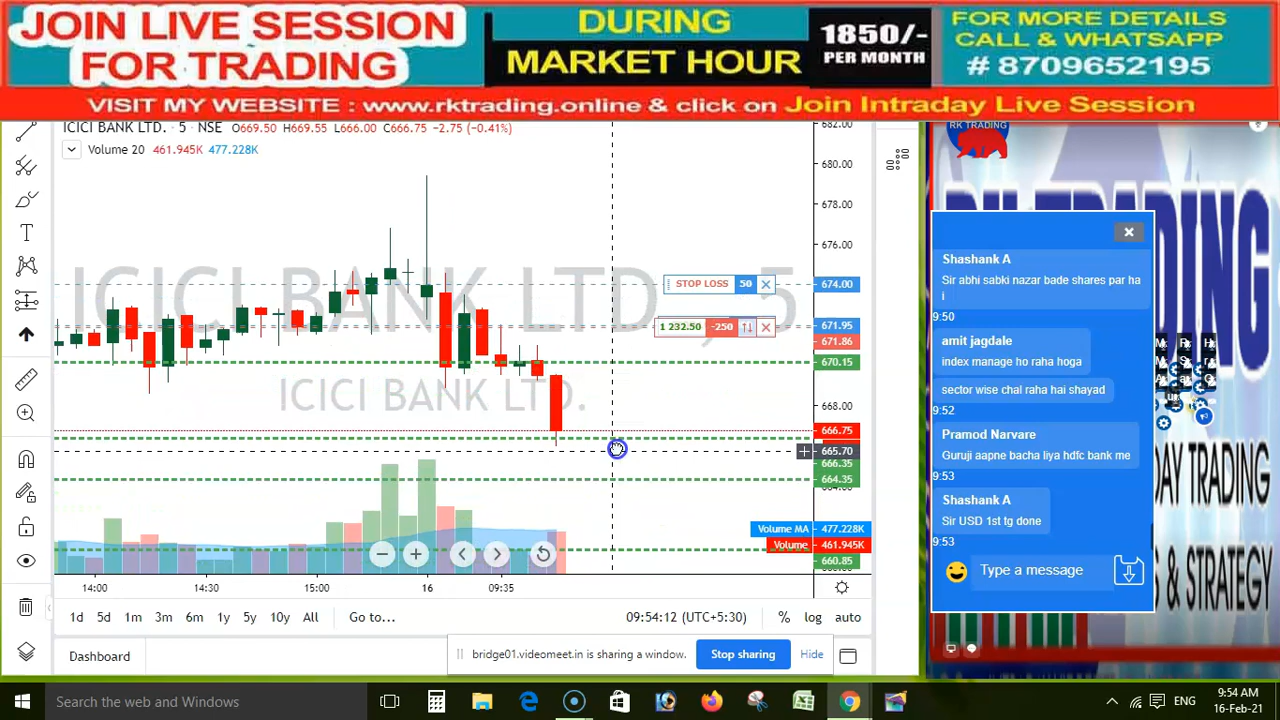 JOIN LIVE SESSION
FOR TRADING
DURING
MARKET HOUR
1850/-
PER MONTH
FOR MORE DETAILS
CALL & WHATSAPP
# 8709652195
VISIT MY WEBSITE : www.rktrading.online & click on Join Intraday Live Session
ICICI BANK LTD. · 5 · NSE O669.50 H669.55 L666.00 C666.75 -2.75 (-0.41%)
Volume 20 461.945K 477.228K
ICICI BANK LTD, 5
ICICI BANK LTD.
682.00
680.00
678.00
676.00
STOP LOSS 50
674.00
1 232.50 -250
671.95
671.86
670.15
668.00
666.75
665.70
666.35
664.35
Volume MA 477.228K
Volume 461.945K
660.85
14:00 14:30 15:00 16 09:35
1d 5d 1m 3m 6m 1y 5y 10y All Go to...
09:54:12 (UTC+5:30) % log auto
Dashboard
bridge01.videomeet.in is sharing a window.
Stop sharing
Hide
RK TRADING
Shashank A
Sir abhi sabki nazar bade shares par ha
i
9:50
amit jagdale
index manage ho raha hoga
sector wise chal raha hai shayad
9:52
Pramod Narvare
Guruji aapne bacha liya hdfc bank me
9:53
Shashank A
Sir USD 1st tg done
9:53
Type a message
DAY TRADING
& STRATEGY
Search the web and Windows
ENG
9:54 AM
16-Feb-21